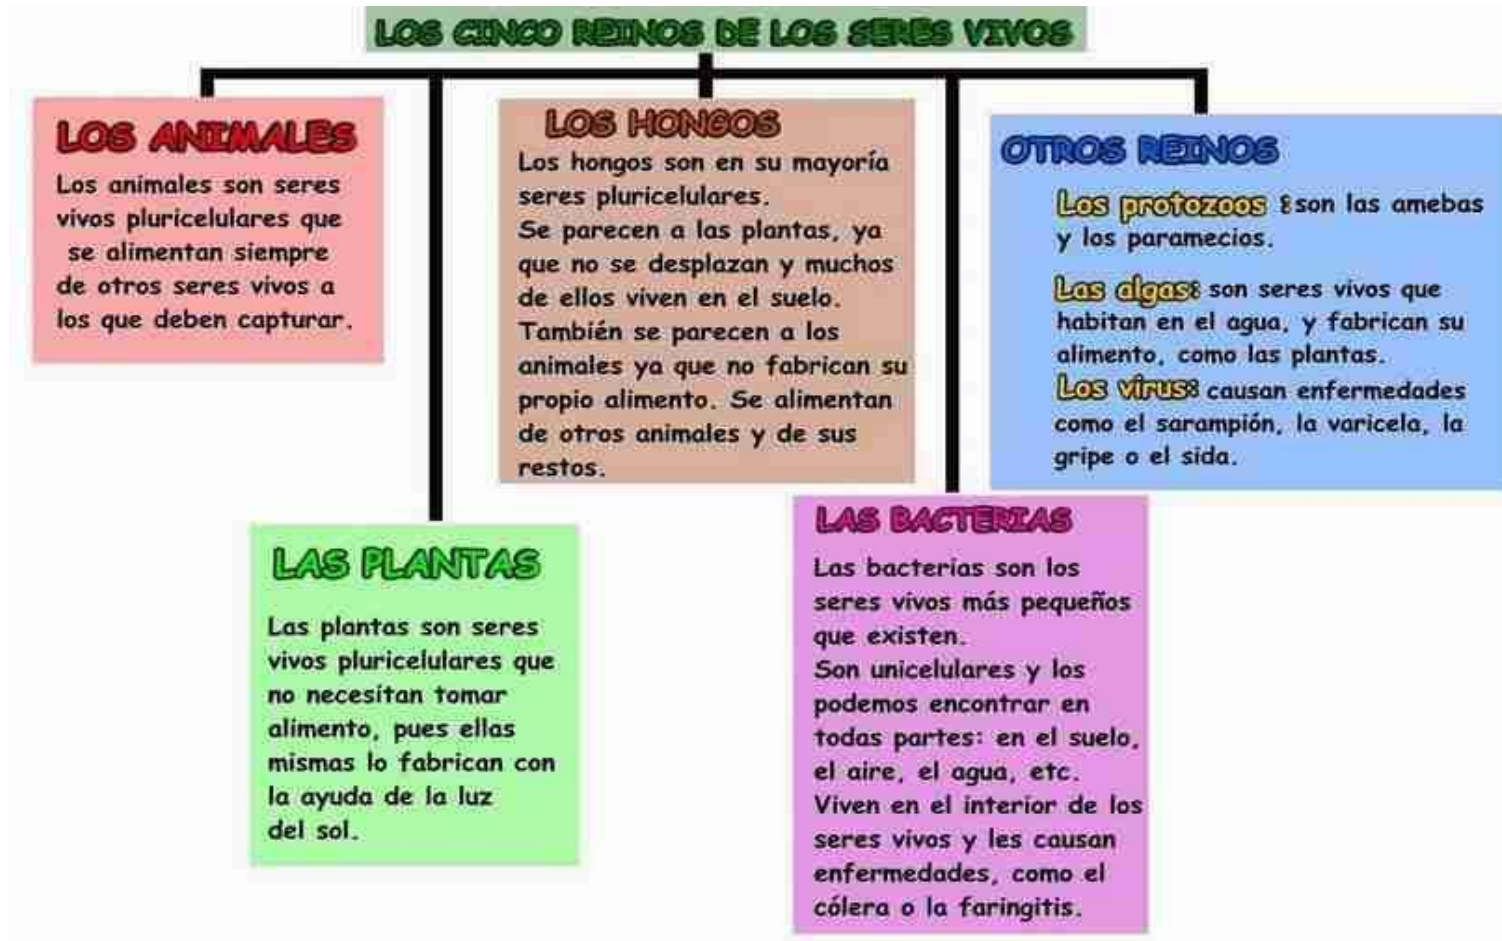 LOS CINCO REINOS DE LOS SERES VIVOS
LOS ANIMALES
Los animales son seres
vivos pluricelulares que
se alimentan siempre
de otros seres vivos a
los que deben capturar.
LAS PLANTAS
Las plantas son seres
vivos pluricelulares que
no necesitan tomar
alimento, pues ellas
mismas lo fabrican con
la ayuda de la luz
del sol.
LOS HONGOS
Los hongos son en su mayoría
seres pluricelulares.
Se parecen a las plantas, ya
que no se desplazan y muchos
de ellos viven en el suelo.
También se parecen a los
animales ya que no fabrican su
propio alimento. Se alimentan
de otros animales y de sus
restos.
LAS BACTERIAS
Las bacterias son los
seres vivos más pequeños
que existen.
Son unicelulares y los
podemos encontrar en
todas partes: en el suelo,
el aire, el agua, etc.
Viven en el interior de los
seres vivos y les causan
enfermedades, como el
cólera o la faringitis.
OTROS REINOS
Los protozoos : son las amebas
y los paramecios.
Las algas: son seres vivos que
habitan en el agua, y fabrican su
alimento, como las plantas.
Los virus: causan enfermedades
como el sarampión, la varicela, la
gripe o el sida.